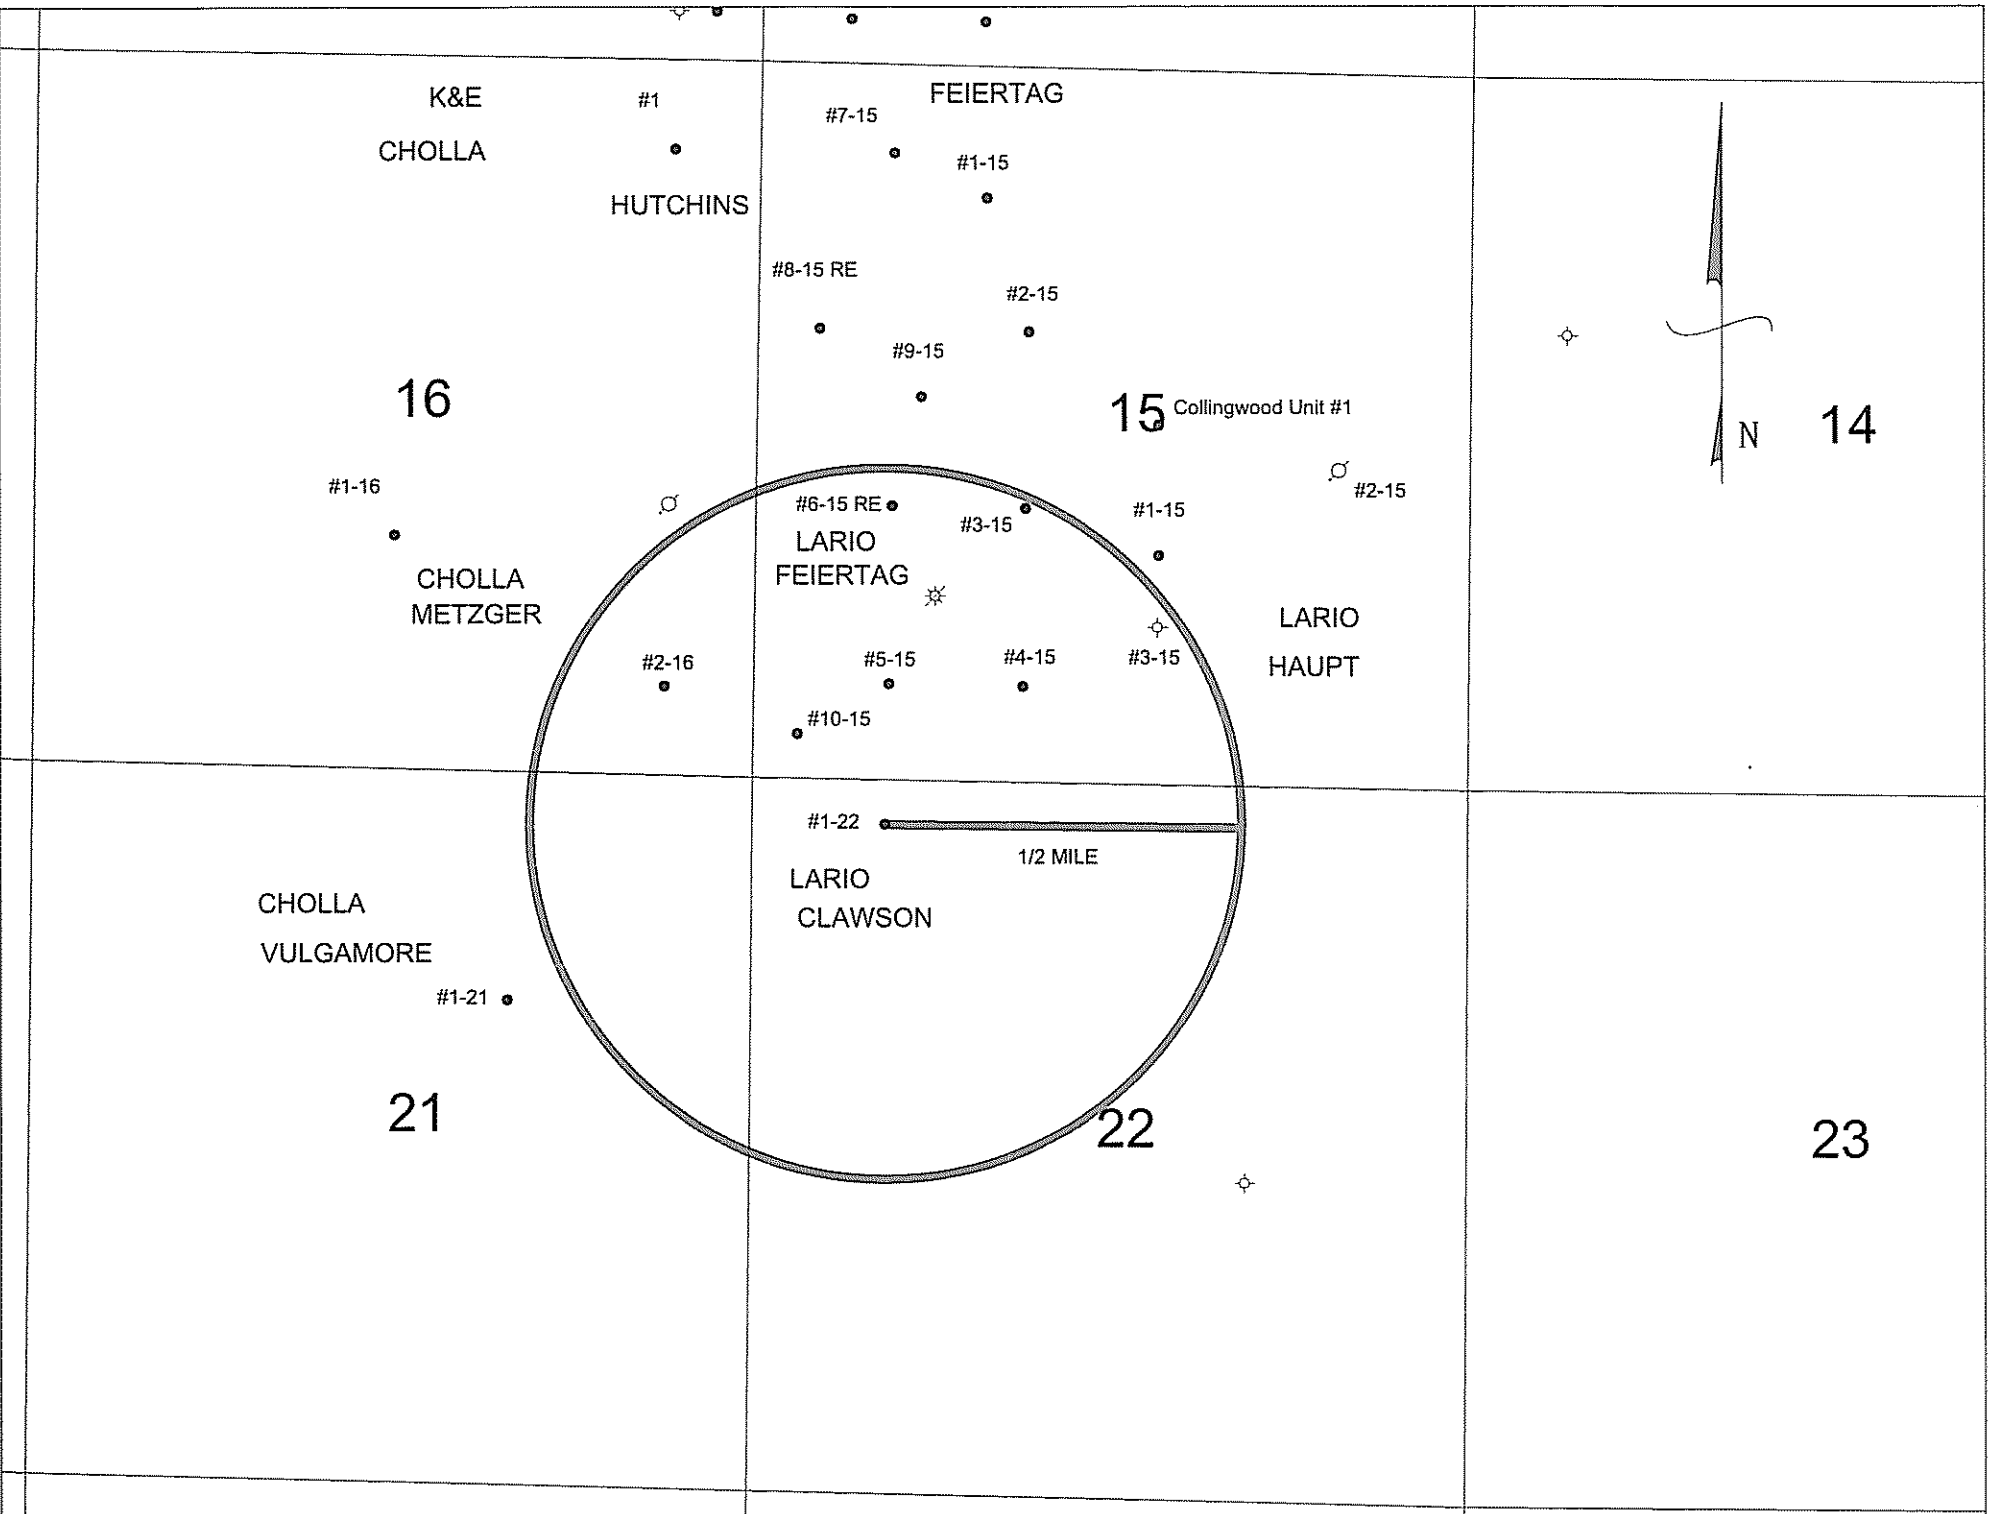 K&E
#1
FEIERTAG
#7-15
CHOLLA
#1-15
HUTCHINS
#8-15 RE
#2-15
#9-15
16
15
Collingwood Unit #1
14
N
#1-16
#2-15
#6-15 RE
#3-15
#1-15
LARIO
FEIERTAG
CHOLLA
METZGER
LARIO
HAUPT
#2-16
#5-15
#4-15
#3-15
#10-15
#1-22
1/2 MILE
LARIO
CLAWSON
CHOLLA
VULGAMORE
#1-21
21
22
23